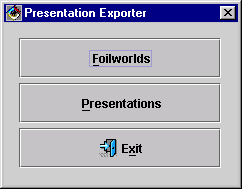 Presentation Exporter
Foilworlds
Presentations
Exit